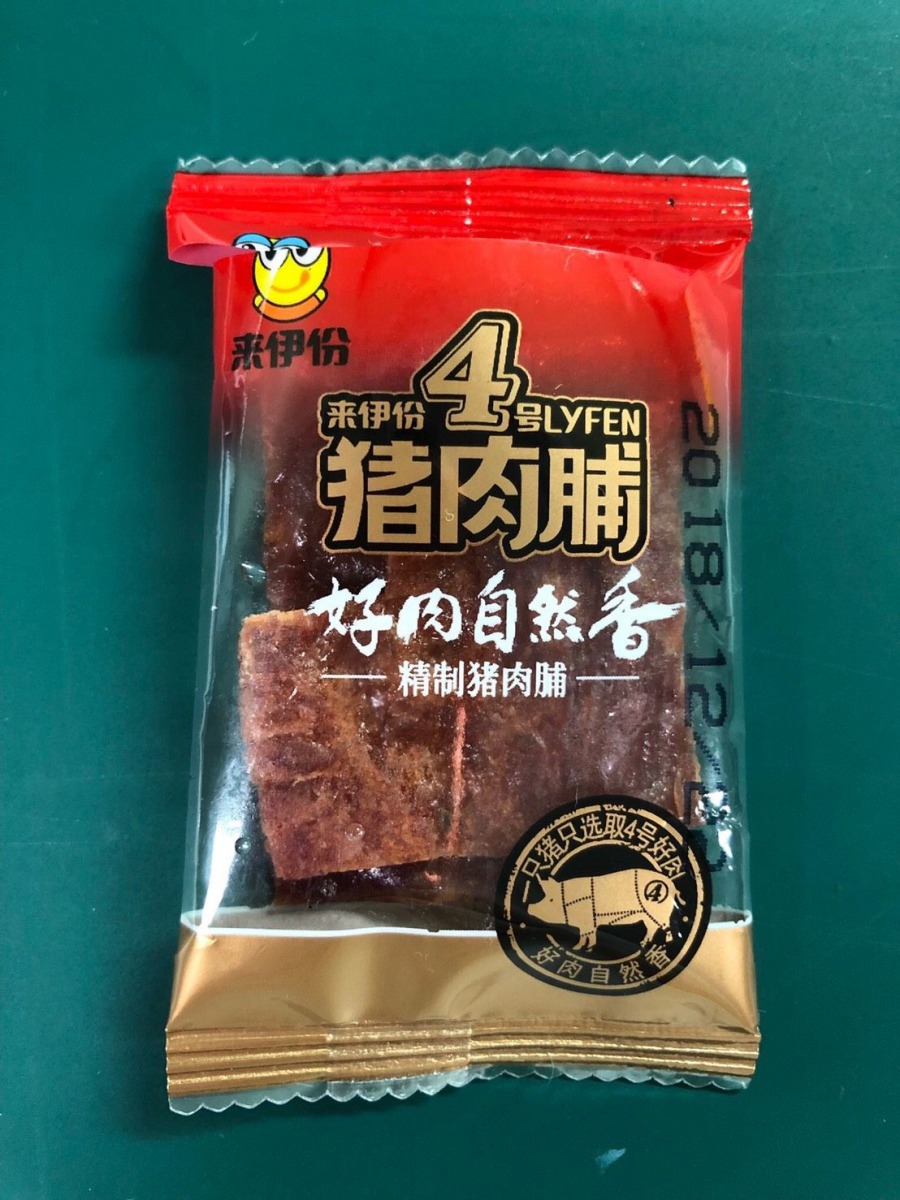 来伊份
4
来伊份 号LYFEN
猪肉脯
好肉自然香
精制猪肉脯
2018/12/
一只猪只选取4号好肉
④
好肉自然香